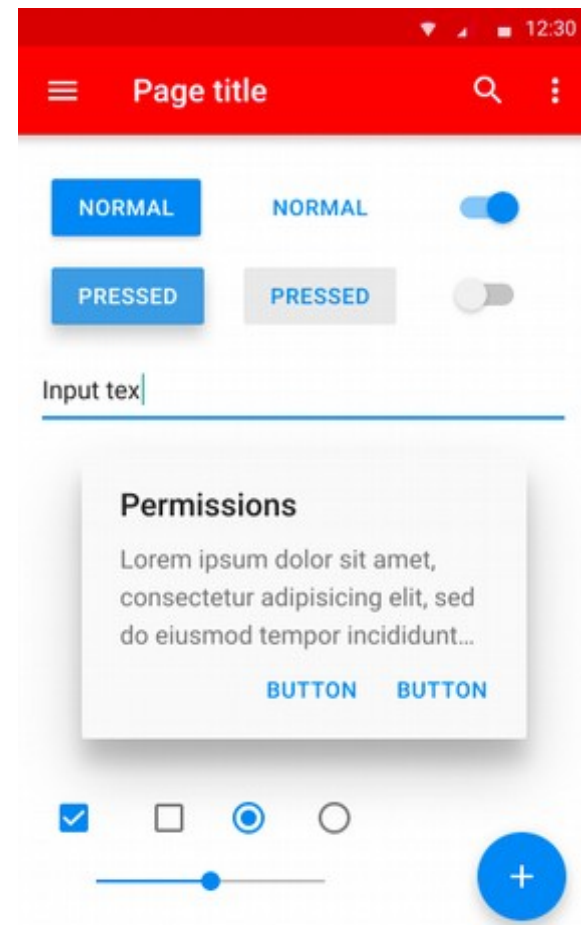 12:30
Page title
NORMAL NORMAL
PRESSED PRESSED
Input tex
Permissions
Lorem ipsum dolor sit amet,
consectetur adipisicing elit, sed
do eiusmod tempor incididunt…
BUTTON BUTTON